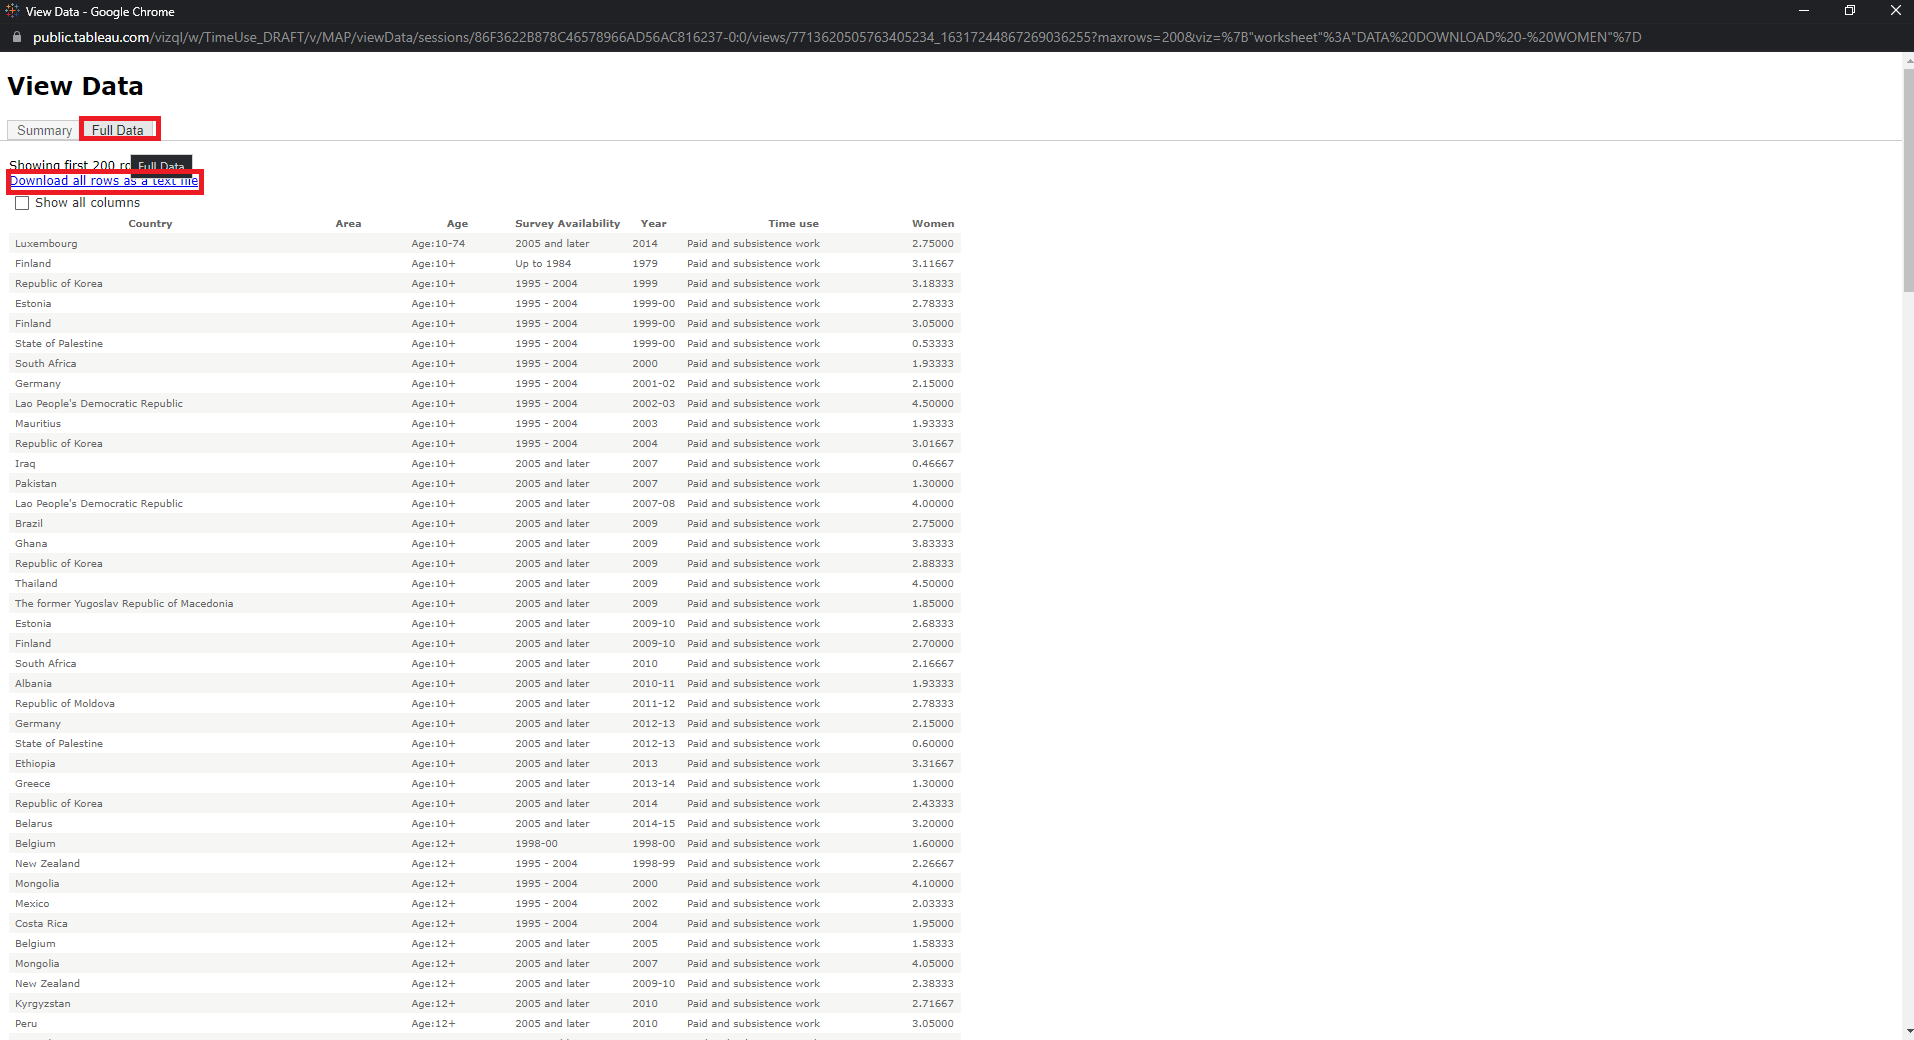 View Data - Google Chrome
public.tableau.com/vizql/w/TimeUse_DRAFT/v/MAP/viewData/sessions/86F3622B878C46578966AD56AC816237-0:0/views/7713620505763405234_16317244867269036255?maxrows=200&viz=%7B"worksheet"%3A"DATA%20DOWNLOAD%20-%20WOMEN"%7D
View Data
Summary Full Data
Showing first 200 Full Data
Download all rows as a text file
Show all columns
Country Area Age Survey Availability Year Time use Women
Luxembourg Age:10-74 2005 and later 2014 Paid and subsistence work 2.75000
Finland Age:10+ Up to 1984 1979 Paid and subsistence work 3.11667
Republic of Korea Age:10+ 1995 - 2004 1999 Paid and subsistence work 3.18333
Estonia Age:10+ 1995 - 2004 1999-00 Paid and subsistence work 2.78333
Finland Age:10+ 1995 - 2004 1999-00 Paid and subsistence work 3.05000
State of Palestine Age:10+ 1995 - 2004 1999-00 Paid and subsistence work 0.53333
South Africa Age:10+ 1995 - 2004 2000 Paid and subsistence work 1.93333
Germany Age:10+ 1995 - 2004 2001-02 Paid and subsistence work 2.15000
Lao People's Democratic Republic Age:10+ 1995 - 2004 2002-03 Paid and subsistence work 4.50000
Mauritius Age:10+ 1995 - 2004 2003 Paid and subsistence work 1.93333
Republic of Korea Age:10+ 1995 - 2004 2004 Paid and subsistence work 3.01667
Iraq Age:10+ 2005 and later 2007 Paid and subsistence work 0.46667
Pakistan Age:10+ 2005 and later 2007 Paid and subsistence work 1.30000
Lao People's Democratic Republic Age:10+ 2005 and later 2007-08 Paid and subsistence work 4.00000
Brazil Age:10+ 2005 and later 2009 Paid and subsistence work 2.75000
Ghana Age:10+ 2005 and later 2009 Paid and subsistence work 3.83333
Republic of Korea Age:10+ 2005 and later 2009 Paid and subsistence work 2.88333
Thailand Age:10+ 2005 and later 2009 Paid and subsistence work 4.50000
The former Yugoslav Republic of Macedonia Age:10+ 2005 and later 2009 Paid and subsistence work 1.85000
Estonia Age:10+ 2005 and later 2009-10 Paid and subsistence work 2.68333
Finland Age:10+ 2005 and later 2009-10 Paid and subsistence work 2.70000
South Africa Age:10+ 2005 and later 2010 Paid and subsistence work 2.16667
Albania Age:10+ 2005 and later 2010-11 Paid and subsistence work 1.93333
Republic of Moldova Age:10+ 2005 and later 2011-12 Paid and subsistence work 2.78333
Germany Age:10+ 2005 and later 2012-13 Paid and subsistence work 2.15000
State of Palestine Age:10+ 2005 and later 2012-13 Paid and subsistence work 0.60000
Ethiopia Age:10+ 2005 and later 2013 Paid and subsistence work 3.31667
Greece Age:10+ 2005 and later 2013-14 Paid and subsistence work 1.30000
Republic of Korea Age:10+ 2005 and later 2014 Paid and subsistence work 2.43333
Belarus Age:10+ 2005 and later 2014-15 Paid and subsistence work 3.20000
Belgium Age:12+ 1998-00 1998-00 Paid and subsistence work 1.60000
New Zealand Age:12+ 1995 - 2004 1998-99 Paid and subsistence work 2.26667
Mongolia Age:12+ 1995 - 2004 2000 Paid and subsistence work 4.10000
Mexico Age:12+ 1995 - 2004 2002 Paid and subsistence work 2.03333
Costa Rica Age:12+ 1995 - 2004 2004 Paid and subsistence work 1.95000
Belgium Age:12+ 2005 and later 2005 Paid and subsistence work 1.58333
Mongolia Age:12+ 2005 and later 2007 Paid and subsistence work 4.05000
New Zealand Age:12+ 2005 and later 2009-10 Paid and subsistence work 2.38333
Kyrgyzstan Age:12+ 2005 and later 2010 Paid and subsistence work 2.71667
Peru Age:12+ 2005 and later 2010 Paid and subsistence work 3.05000